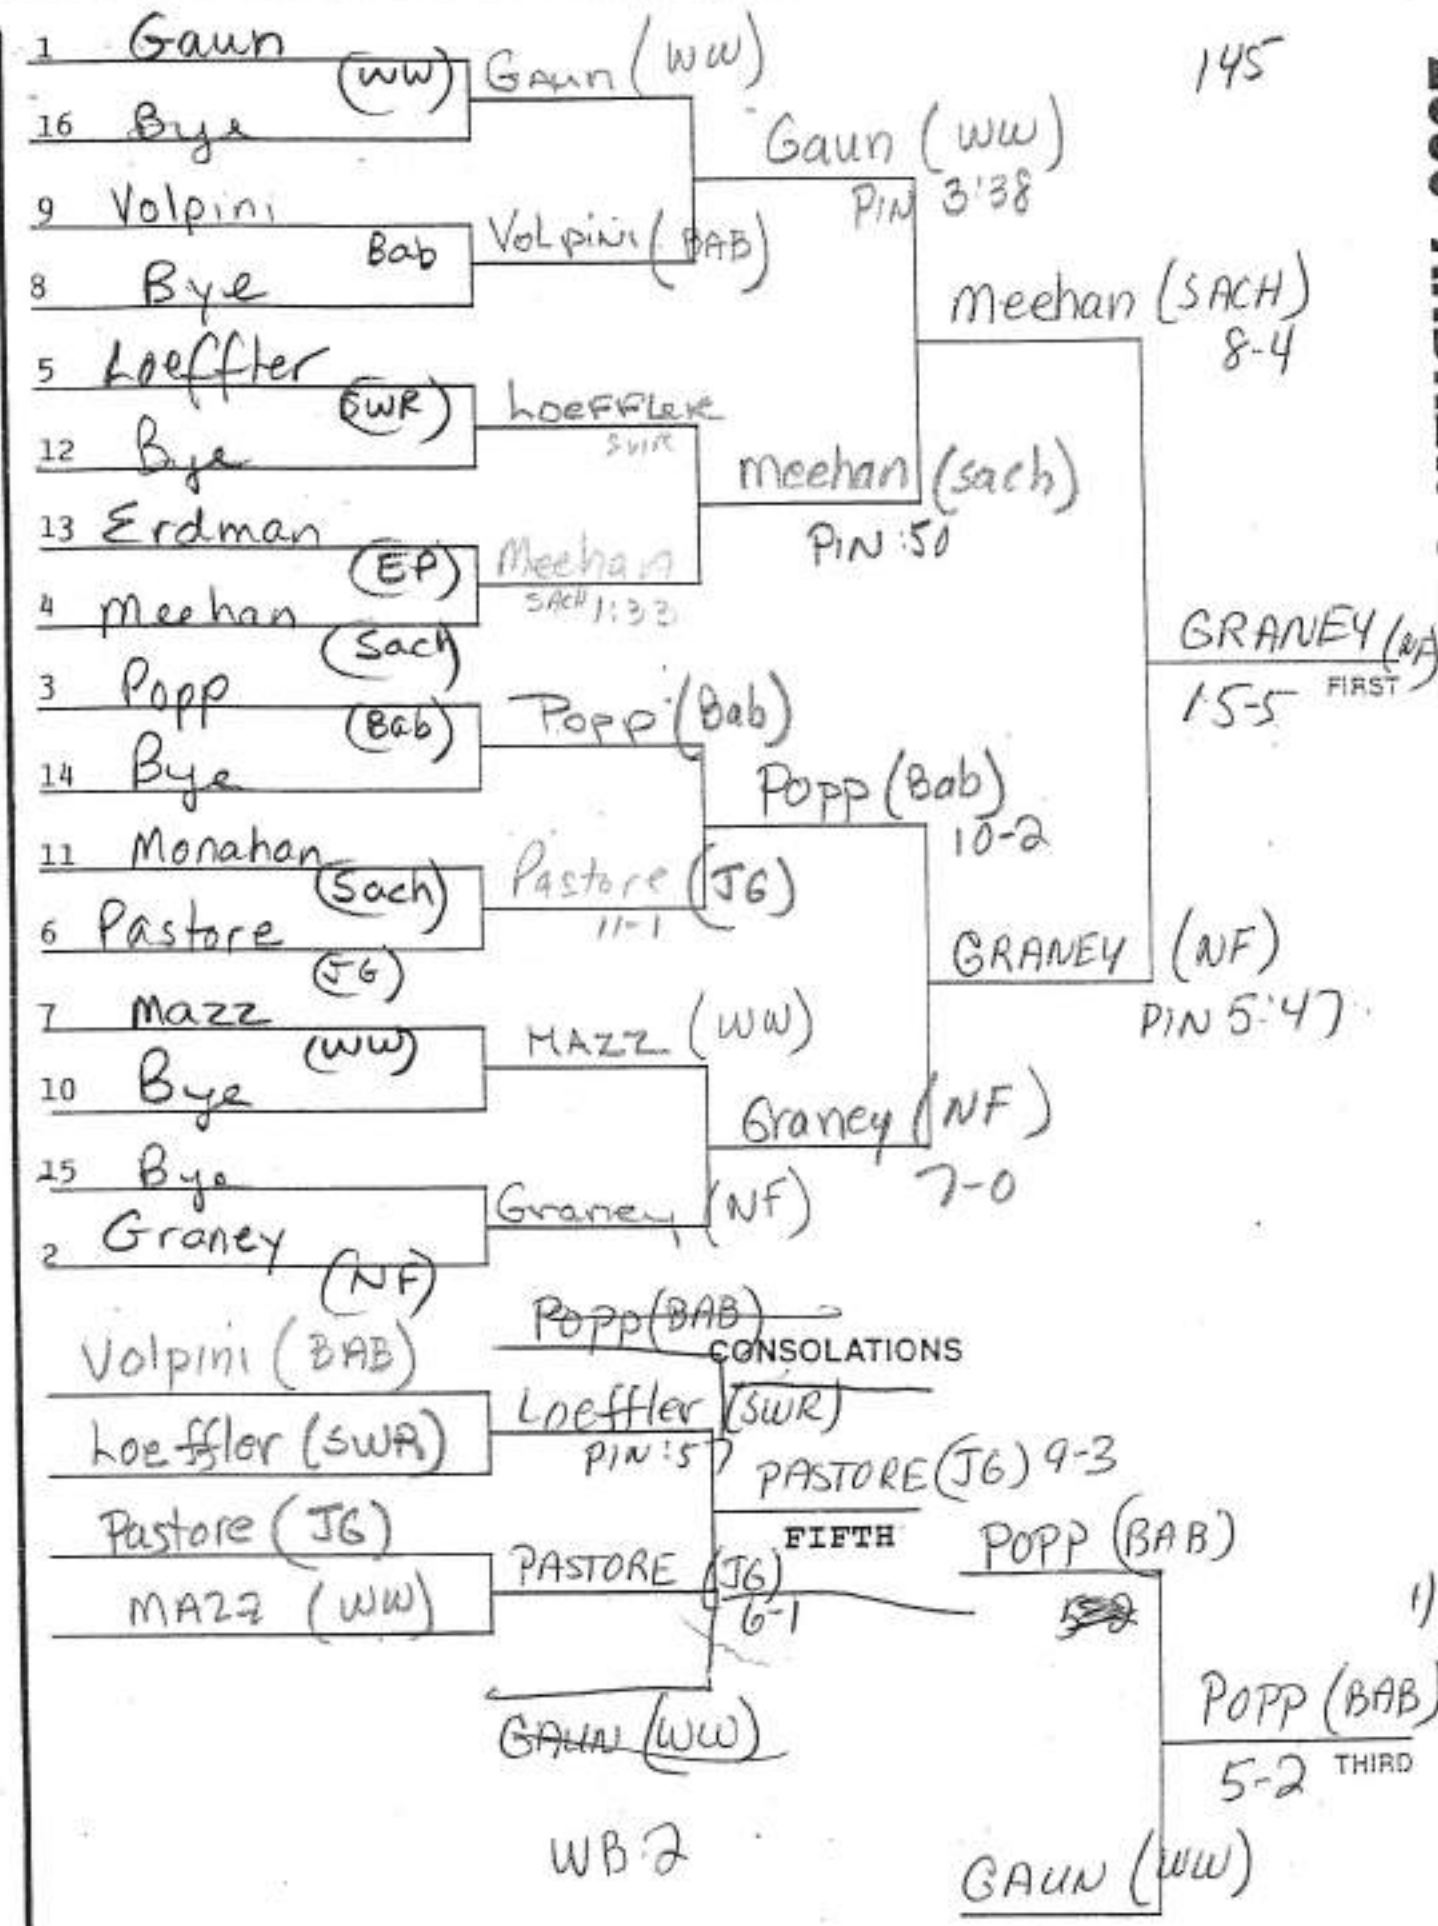 145
1 Gaun
(WW)
16 Bye
9 Volpini
Bab
8 Bye
5 Loeffler
(SWR)
12 Bye
13 Erdman
(EP)
4 Meehan
(Sach)
3 Popp
(Bab)
14 Bye
11 Monahan
(Sach)
6 Pastore
(JG)
7 Mazz
(WW)
10 Bye
15 Bye
2 Graney
(NF)
Gaun (WW)
Volpini (BAB)
Loeffler
SWR
Meehan
SACH 1:33
Popp (Bab)
Pastore (JG)
11-1
MAZZ (WW)
Graney (NF)
Gaun (WW)
PIN 3:38
Meehan (Sach)
PIN :50
Popp (Bab)
10-2
Graney (NF)
7-0
Meehan (SACH)
8-4
GRANEY (NF)
PIN 5:47
GRANEY (NF)
15-5 FIRST
Popp (BAB)
CONSOLATIONS
Volpini (BAB)
Loeffler (SWR)
Pastore (JG)
MAZZ (WW)
Loeffler (SWR)
PIN :57
PASTORE (JG)
6-1
GAUN (WW)
PASTORE (JG) 9-3
FIFTH
POPP (BAB)
1)
POPP (BAB)
5-2 THIRD
GAUN (WW)
WB:2